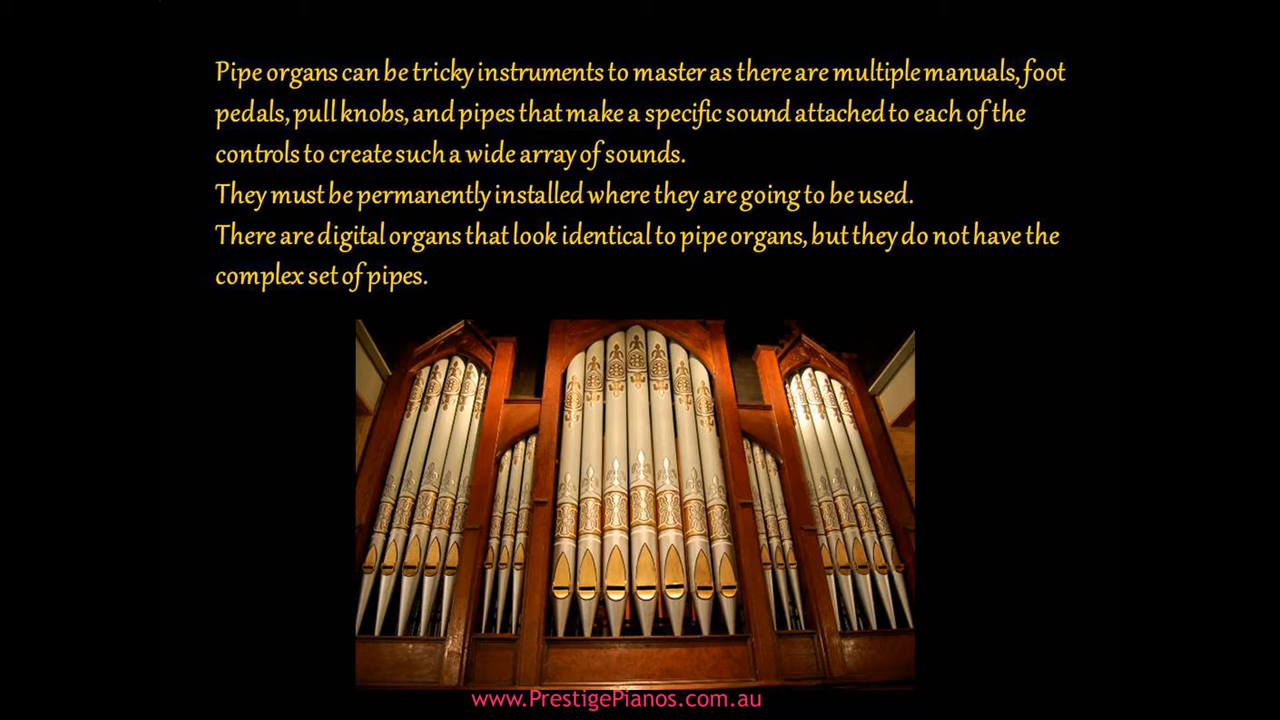 Pipe organs can be tricky instruments to master as there are multiple manuals, foot
pedals, pull knobs, and pipes that make a specific sound attached to each of the
controls to create such a wide array of sounds.
They must be permanently installed where they are going to be used.
There are digital organs that look identical to pipe organs, but they do not have the
complex set of pipes.
www.PrestigePianos.com.au